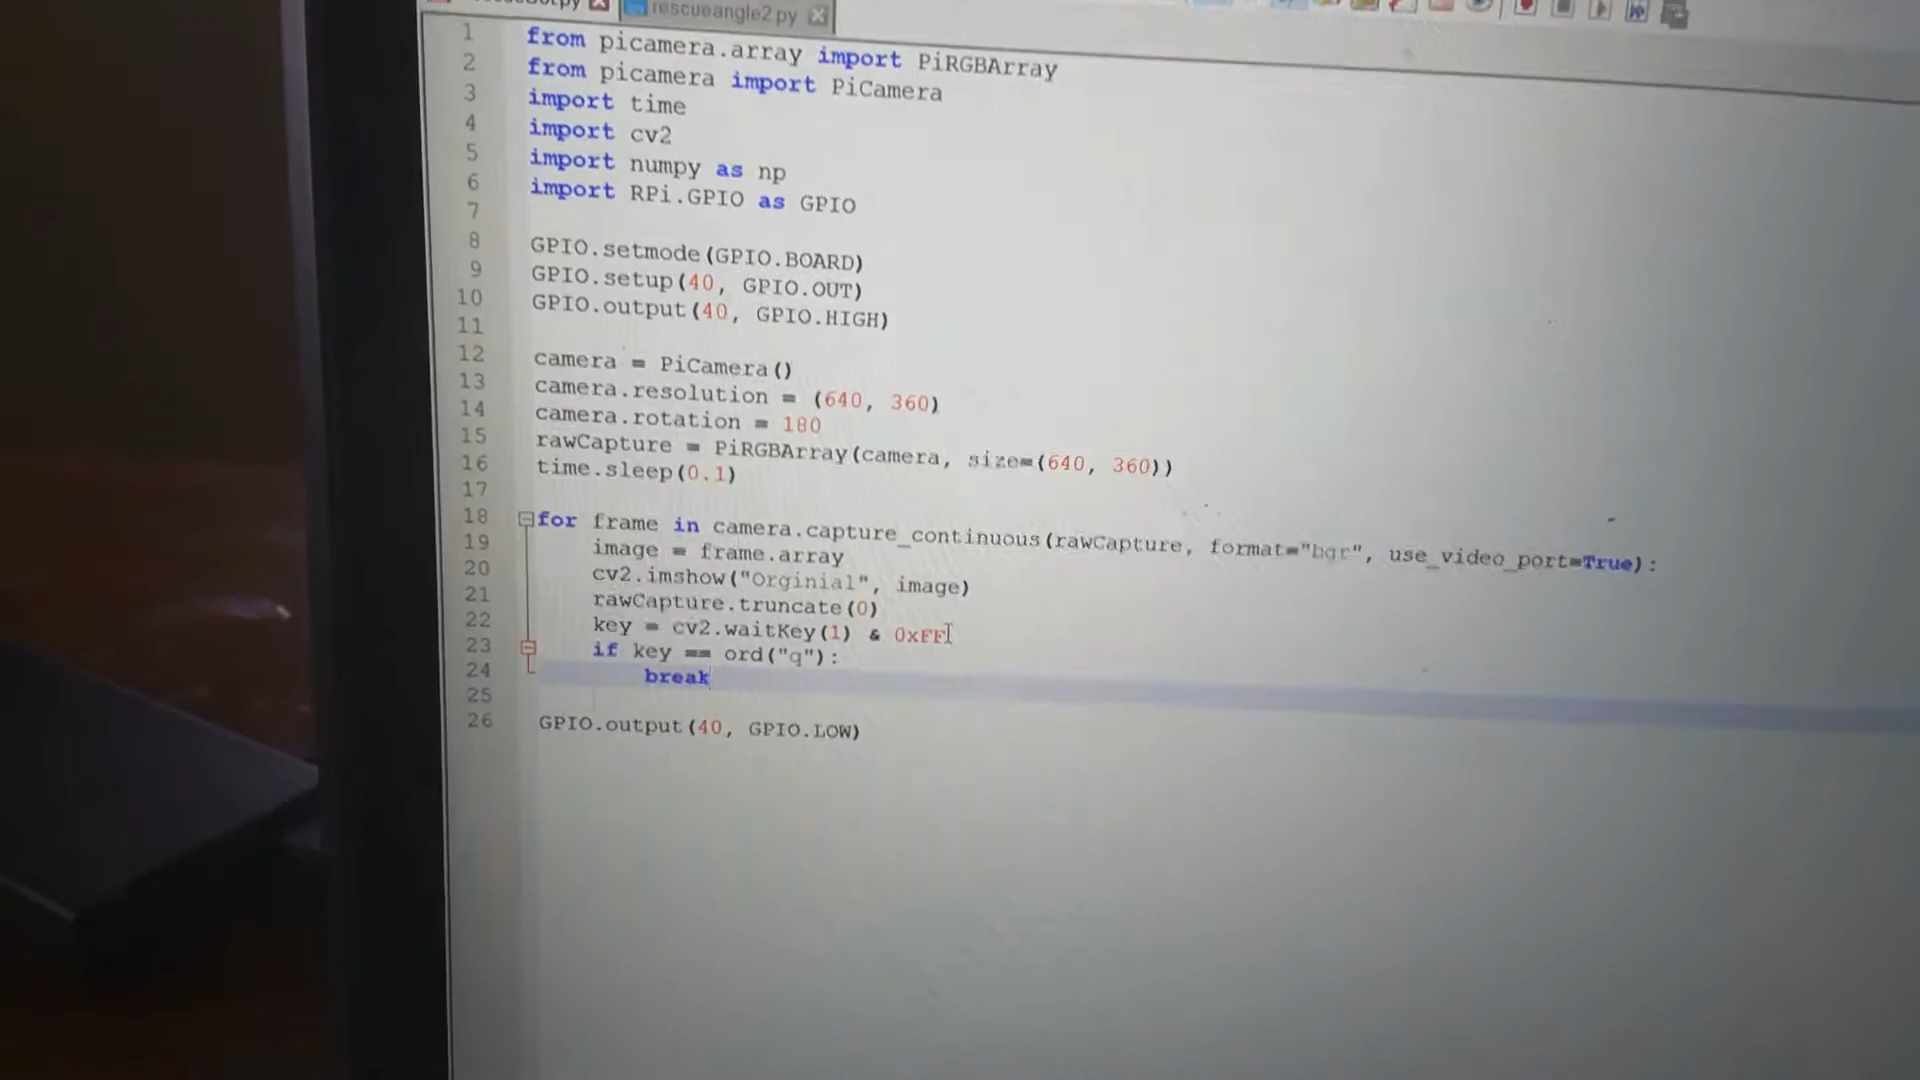 rescueangle2.py
1 from picamera.array import PiRGBArray
2 from picamera import PiCamera
3 import time
4 import cv2
5 import numpy as np
6 import RPi.GPIO as GPIO
7
8 GPIO.setmode(GPIO.BOARD)
9 GPIO.setup(40, GPIO.OUT)
10 GPIO.output(40, GPIO.HIGH)
11
12 camera = PiCamera()
13 camera.resolution = (640, 360)
14 camera.rotation = 180
15 rawCapture = PiRGBArray(camera, size=(640, 360))
16 time.sleep(0.1)
17
18 for frame in camera.capture_continuous(rawCapture, format="bgr", use_video_port=True):
19 image = frame.array
20 cv2.imshow("Orginial", image)
21 rawCapture.truncate(0)
22 key = cv2.waitKey(1) & 0xFF
23 if key == ord("q"):
24 break
25
26 GPIO.output(40, GPIO.LOW)